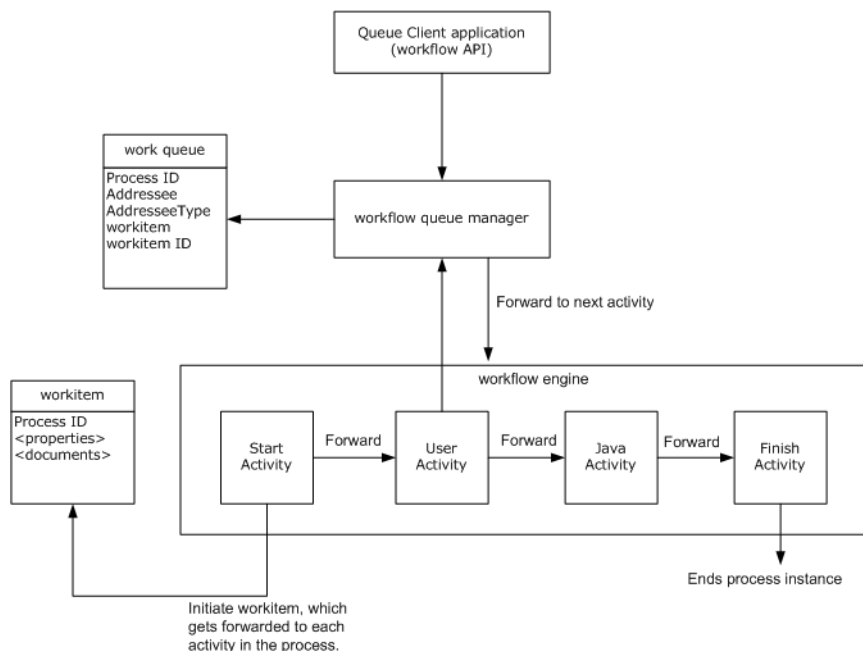 Queue Client application
(workflow API)
work queue
Process ID
Addressee
AddresseeType
workitem
workitem ID
workflow queue manager
Forward to next activity
workflow engine
workitem
Process ID
<properties>
<documents>
Start
Activity
Forward
User
Activity
Forward
Java
Activity
Forward
Finish
Activity
Ends process instance
Initiate workitem, which
gets forwarded to each
activity in the process.